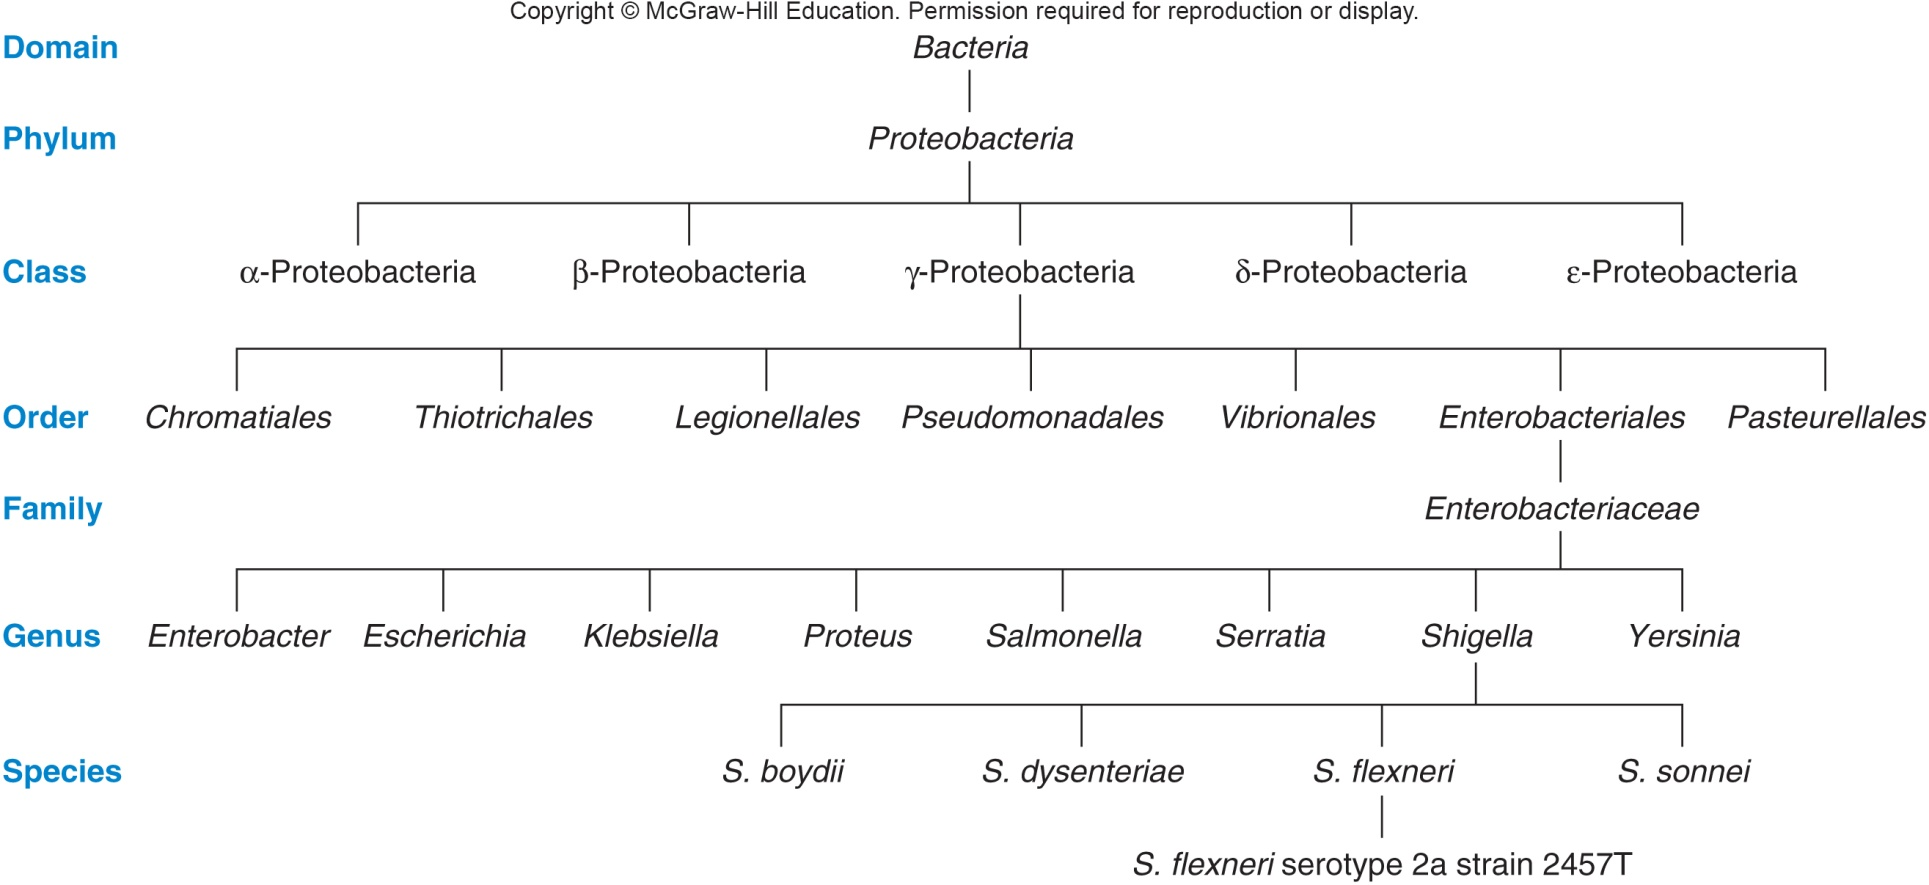 Copyright © McGraw-Hill Education. Permission required for reproduction or display.
Domain Bacteria
Phylum Proteobacteria
Class α-Proteobacteria β-Proteobacteria γ-Proteobacteria δ-Proteobacteria ε-Proteobacteria
Order Chromatiales Thiotrichales Legionellales Pseudomonadales Vibrionales Enterobacteriales Pasteurellales
Family Enterobacteriaceae
Genus Enterobacter Escherichia Klebsiella Proteus Salmonella Serratia Shigella Yersinia
Species S. boydii S. dysenteriae S. flexneri S. sonnei
S. flexneri serotype 2a strain 2457T